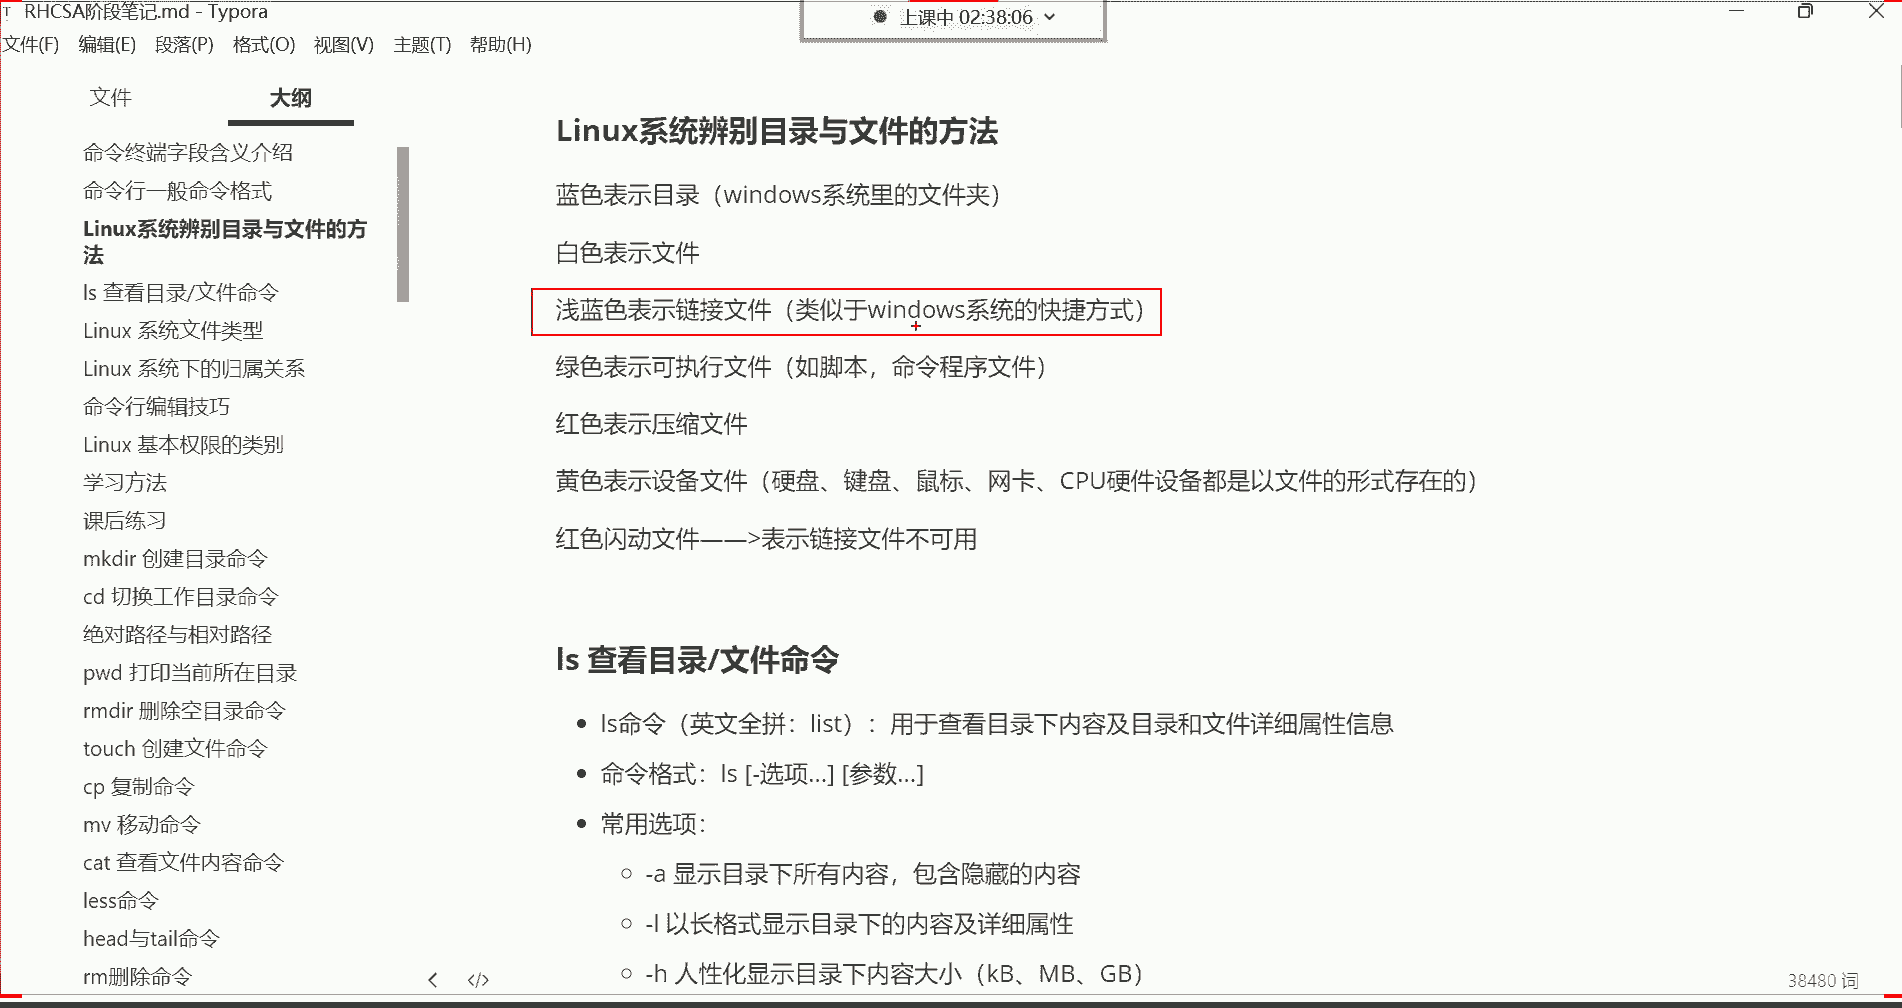 RHCSA阶段笔记.md - Typora
上课中 02:38:06
文件(F) 编辑(E) 段落(P) 格式(O) 视图(V) 主题(T) 帮助(H)
文件 大纲
命令终端字段含义介绍
命令行一般命令格式
Linux系统辨别目录与文件的方
法
ls 查看目录/文件命令
Linux 系统文件类型
Linux 系统下的归属关系
命令行编辑技巧
Linux 基本权限的类别
学习方法
课后练习
mkdir 创建目录命令
cd 切换工作目录命令
绝对路径与相对路径
pwd 打印当前所在目录
rmdir 删除空目录命令
touch 创建文件命令
cp 复制命令
mv 移动命令
cat 查看文件内容命令
less命令
head与tail命令
rm删除命令
Linux系统辨别目录与文件的方法
蓝色表示目录（windows系统里的文件夹）
白色表示文件
浅蓝色表示链接文件（类似于windows系统的快捷方式）
绿色表示可执行文件（如脚本，命令程序文件）
红色表示压缩文件
黄色表示设备文件（硬盘、键盘、鼠标、网卡、CPU硬件设备都是以文件的形式存在的）
红色闪动文件——>表示链接文件不可用
ls 查看目录/文件命令
• ls命令（英文全拼：list）：用于查看目录下内容及目录和文件详细属性信息
• 命令格式：ls [-选项...] [参数...]
• 常用选项：
◦ -a 显示目录下所有内容，包含隐藏的内容
◦ -l 以长格式显示目录下的内容及详细属性
◦ -h 人性化显示目录下内容大小（kB、MB、GB）
38480 词